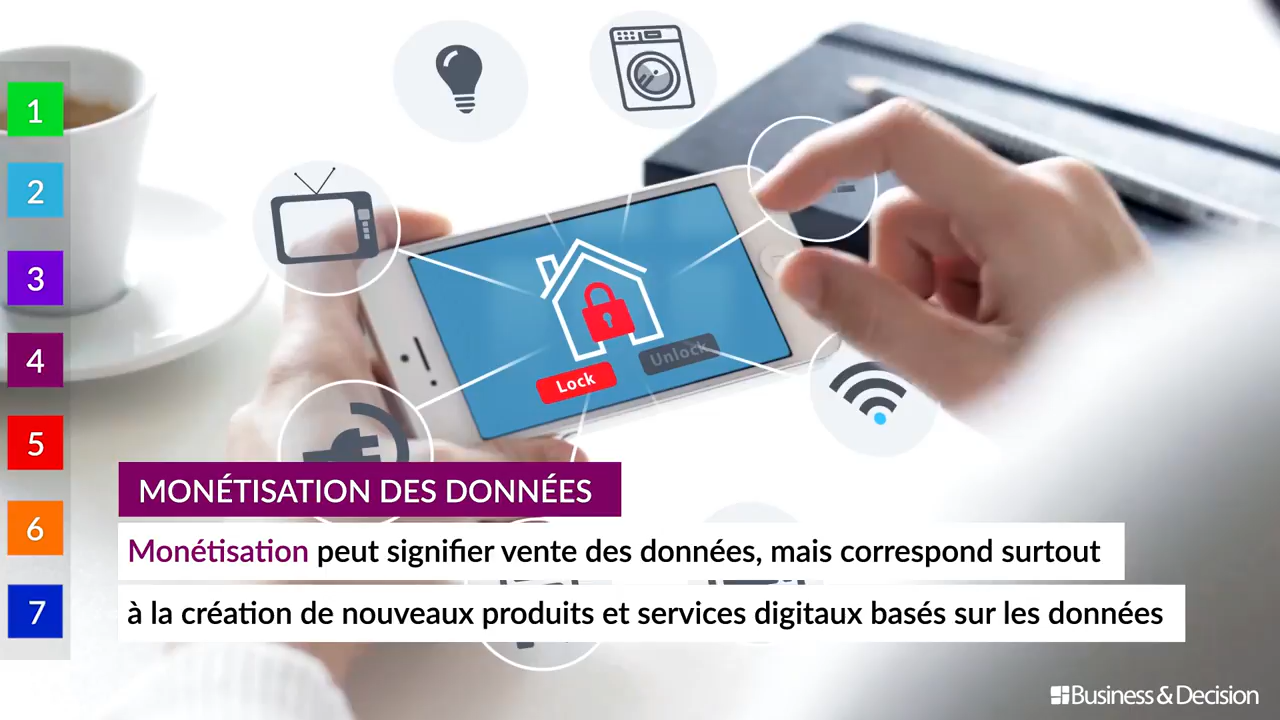 1
2
3
4
5
6
7
Lock
Unlock
MONÉTISATION DES DONNÉES
Monétisation peut signifier vente des données, mais correspond surtout
à la création de nouveaux produits et services digitaux basés sur les données
Business & Decision